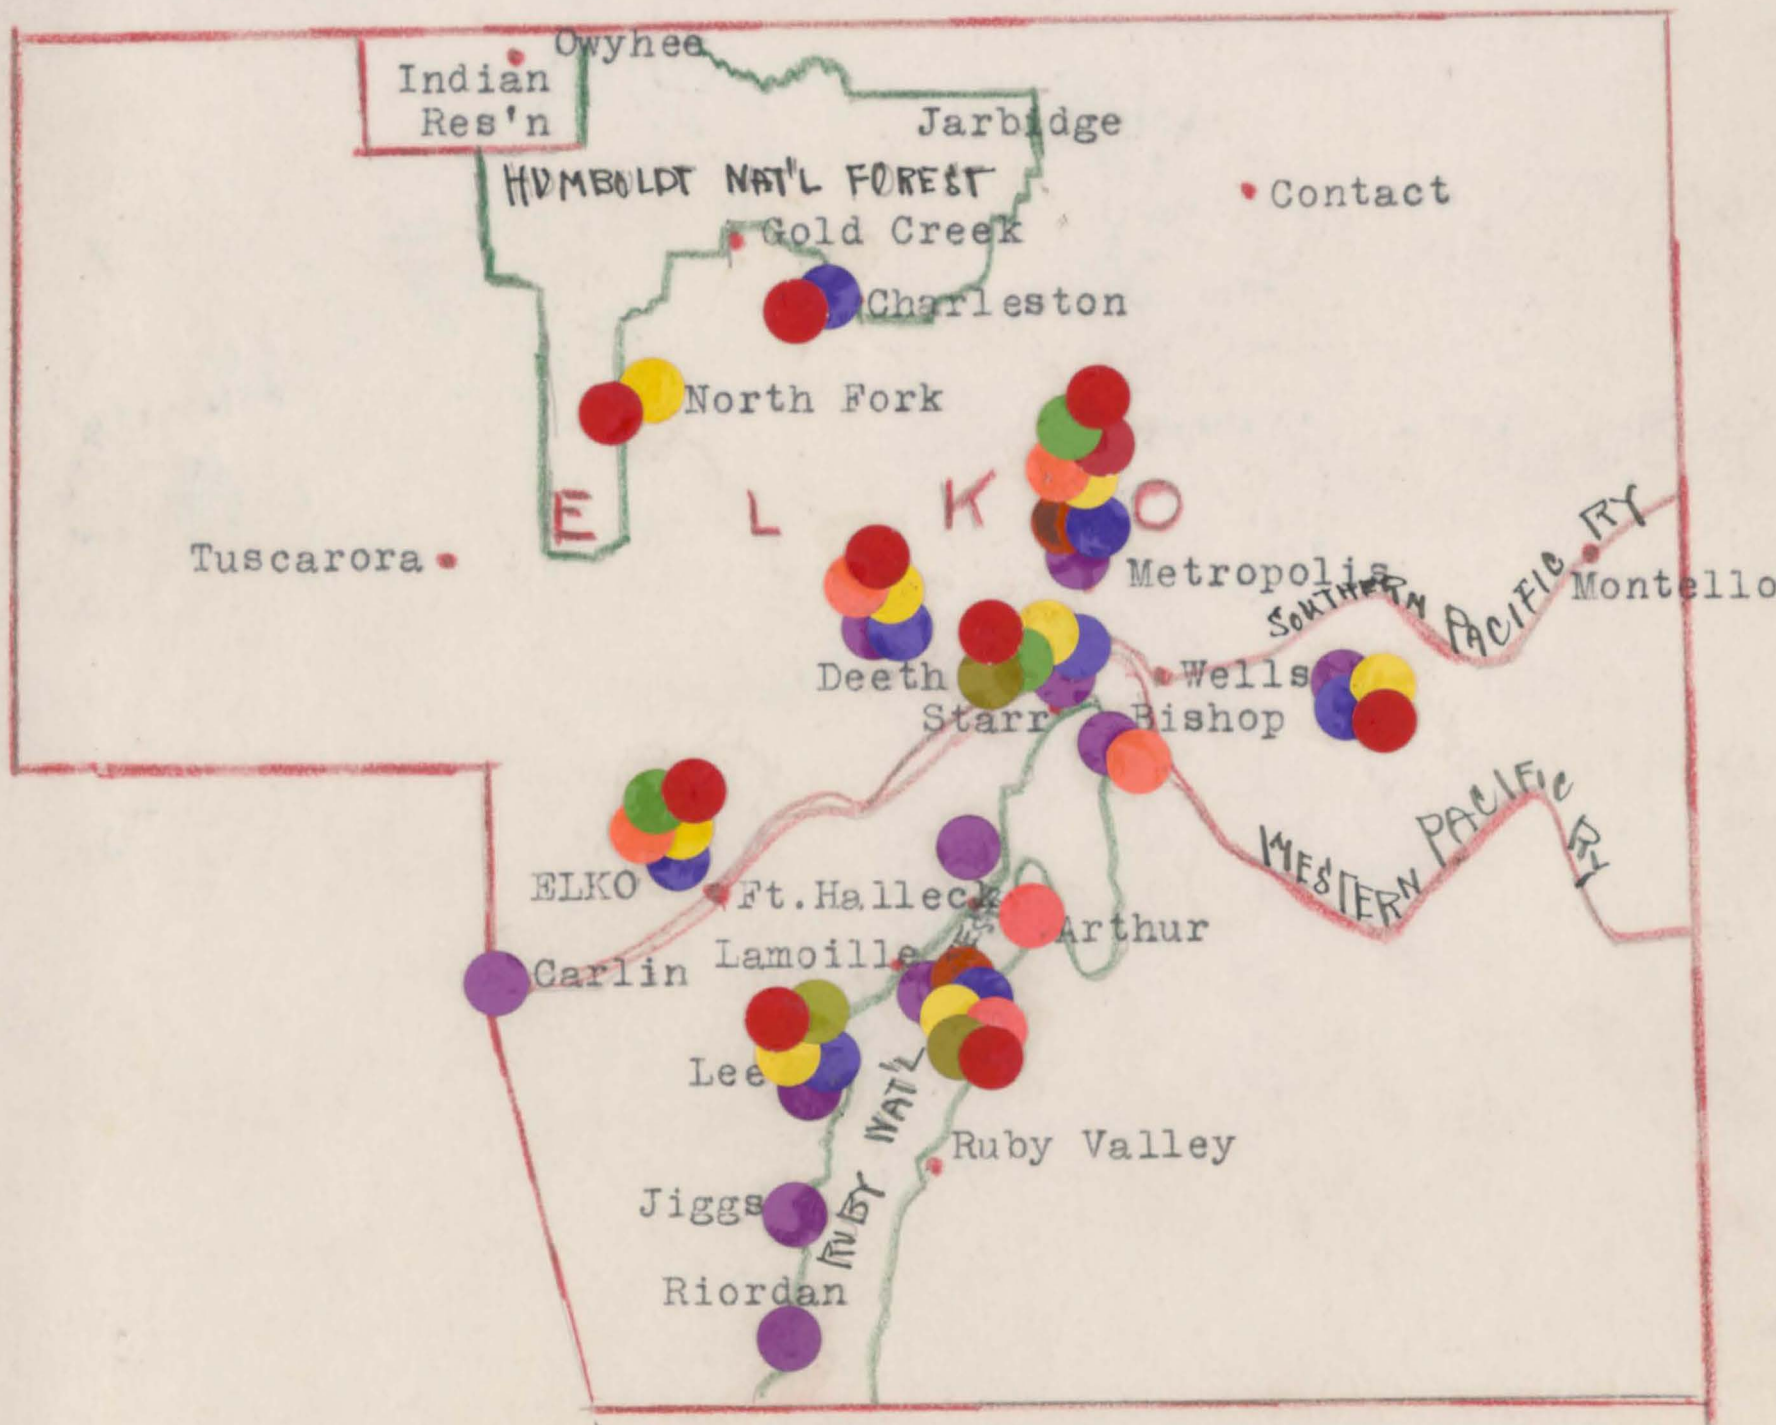 Owyhee
Indian
Res'n
Jarbidge
HUMBOLDT NAT'L FOREST
Contact
Gold Creek
Charleston
North Fork
E L K O
Tuscarora
Metropolis
SOUTHERN PACIFIC RY
Montello
Deeth
Wells
Starr
Bishop
WESTERN PACIFIC RY
ELKO
Ft.Halleck
Arthur
Lamoille
Carlin
Lee
RUBY NAT'L
Ruby Valley
Jiggs
Riordan